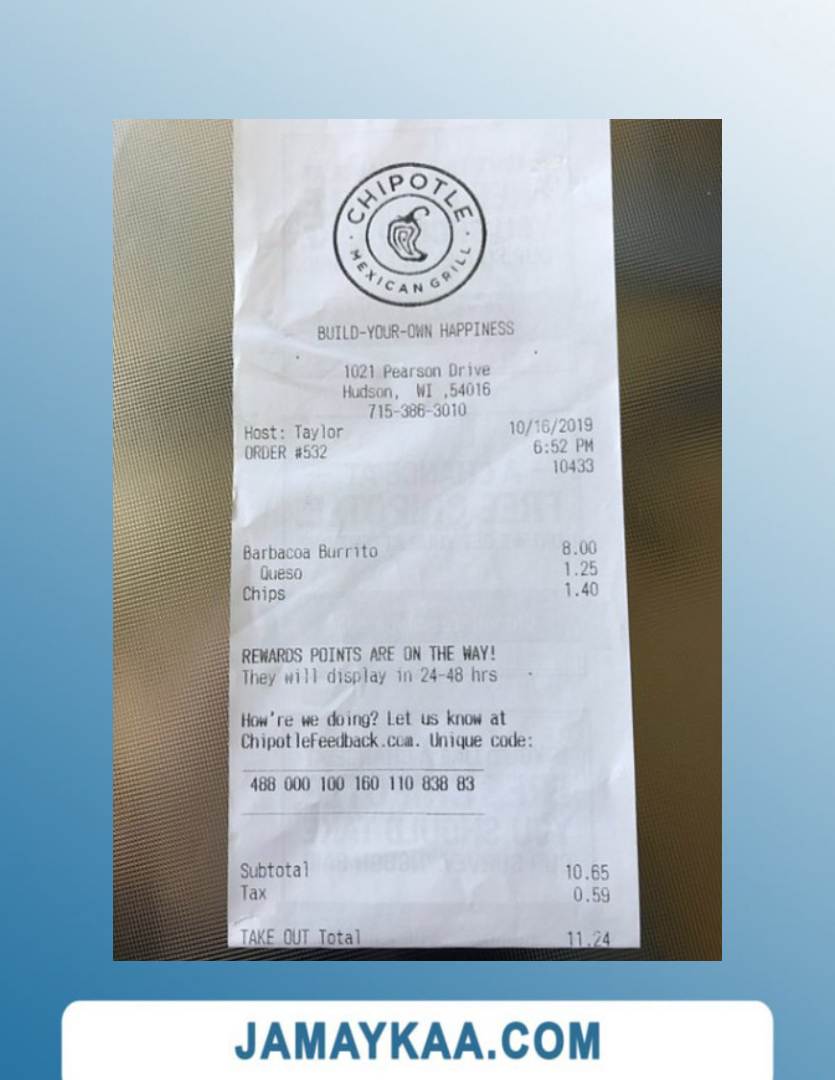 CHIPOTLE
MEXICAN GRILL
BUILD-YOUR-OWN HAPPINESS
1021 Pearson Drive
Hudson, WI ,54016
715-386-3010
Host: Taylor 10/16/2019
ORDER #532 6:52 PM
10433
Barbacoa Burrito 8.00
Queso 1.25
Chips 1.40
REWARDS POINTS ARE ON THE WAY!
They will display in 24-48 hrs
How're we doing? Let us know at
ChipotleFeedback.com. Unique code:
488 000 100 160 110 838 83
Subtotal 10.65
Tax 0.59
TAKE OUT Total 11.24
JAMAYKAA.COM